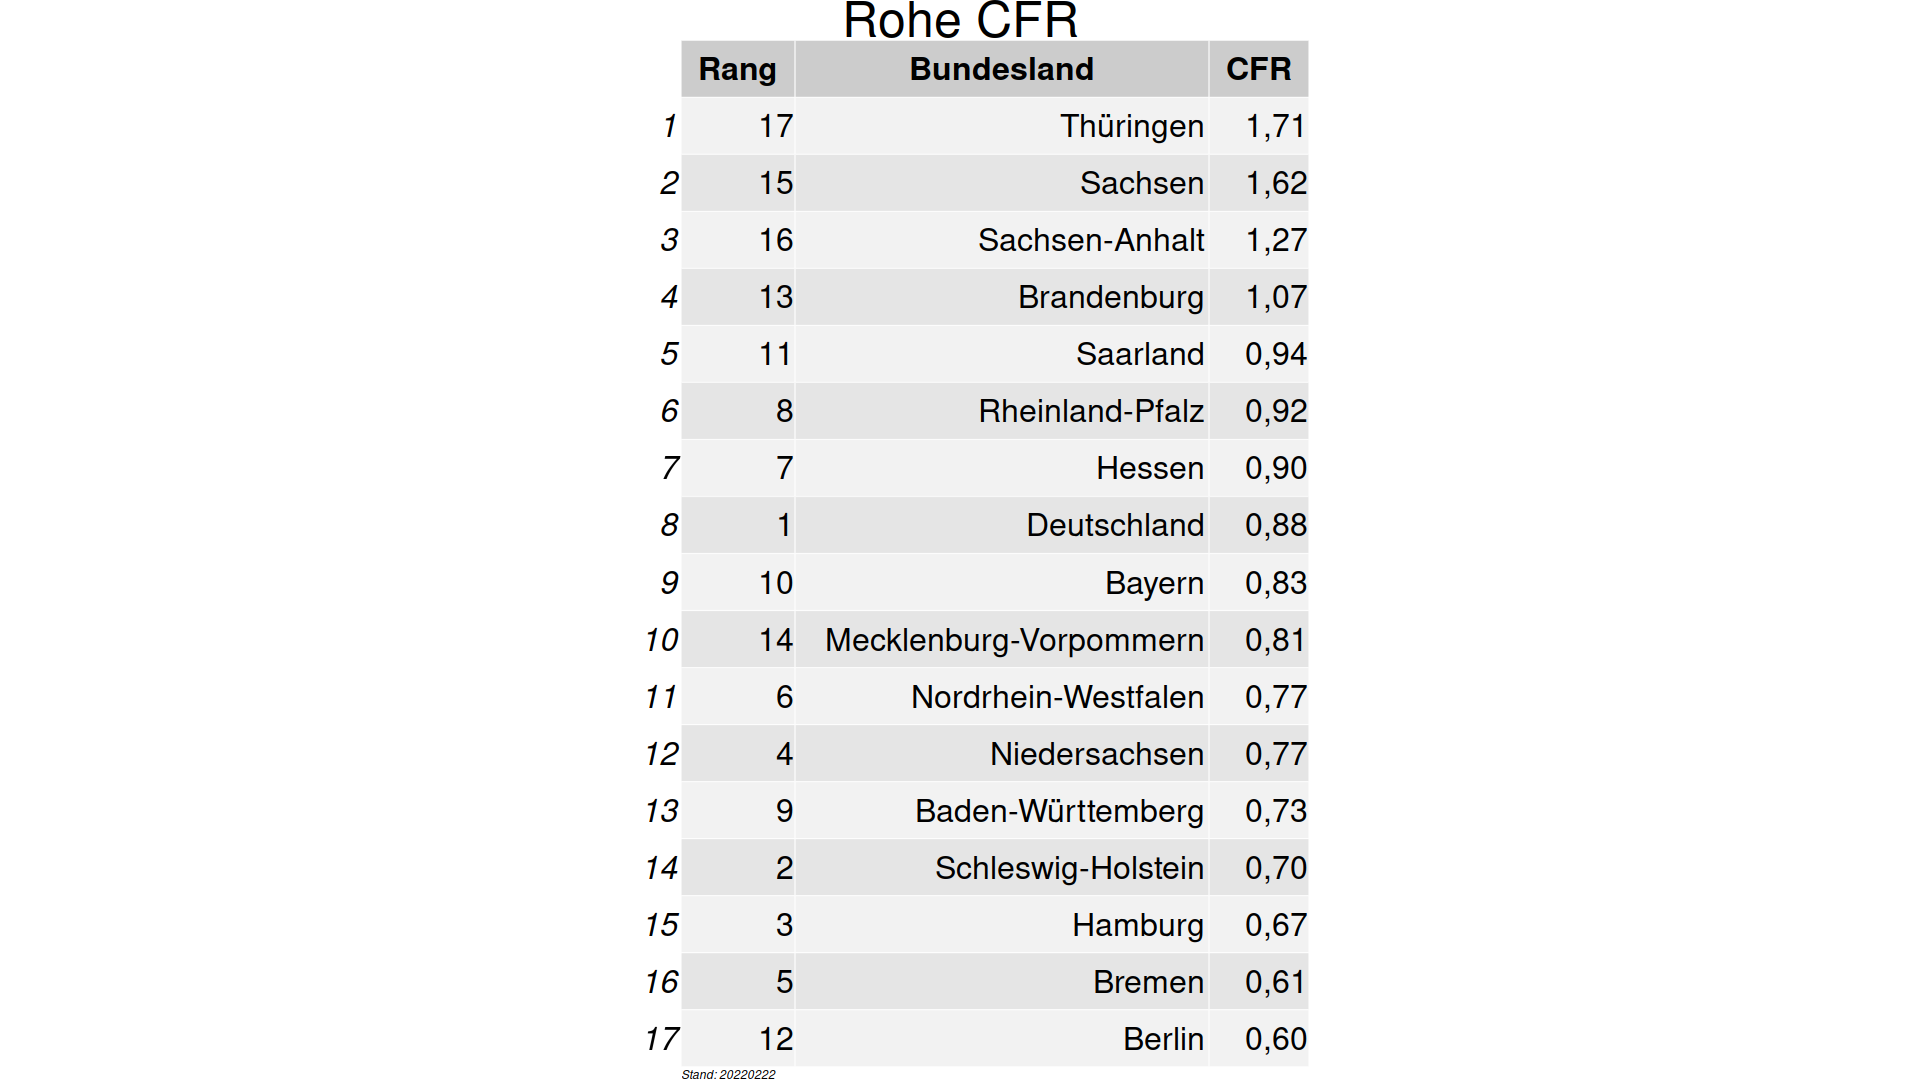 Rohe CFR
Rang Bundesland CFR
1 17 Thüringen 1,71
2 15 Sachsen 1,62
3 16 Sachsen-Anhalt 1,27
4 13 Brandenburg 1,07
5 11 Saarland 0,94
6 8 Rheinland-Pfalz 0,92
7 7 Hessen 0,90
8 1 Deutschland 0,88
9 10 Bayern 0,83
10 14 Mecklenburg-Vorpommern 0,81
11 6 Nordrhein-Westfalen 0,77
12 4 Niedersachsen 0,77
13 9 Baden-Württemberg 0,73
14 2 Schleswig-Holstein 0,70
15 3 Hamburg 0,67
16 5 Bremen 0,61
17 12 Berlin 0,60
Stand: 20220222